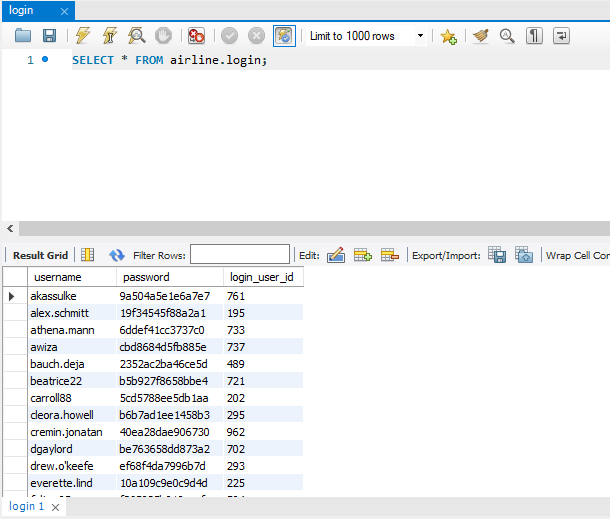 login
Limit to 1000 rows
1 SELECT * FROM airline.login;
Result Grid Filter Rows: Edit: Export/Import: Wrap Cell Con
username password login_user_id
akassulke 9a504a5e1e6a7e7 761
alex.schmitt 19f34545f88a2a1 195
athena.mann 6ddef41cc3737c0 733
awiza cbd8684d5fb885e 737
bauch.deja 2352ac2ba46ce5d 489
beatrice22 b5b927f8658bbe4 721
carroll88 5cd5788ee5db1aa 202
cleora.howell b6b7ad1ee1458b3 295
cremin.jonatan 40ea28dae906730 962
dgaylord be763658dd873a2 702
drew.o'keefe ef68f4da7996b7d 293
everette.lind 10a109c9e0c9d4d 225
login 1